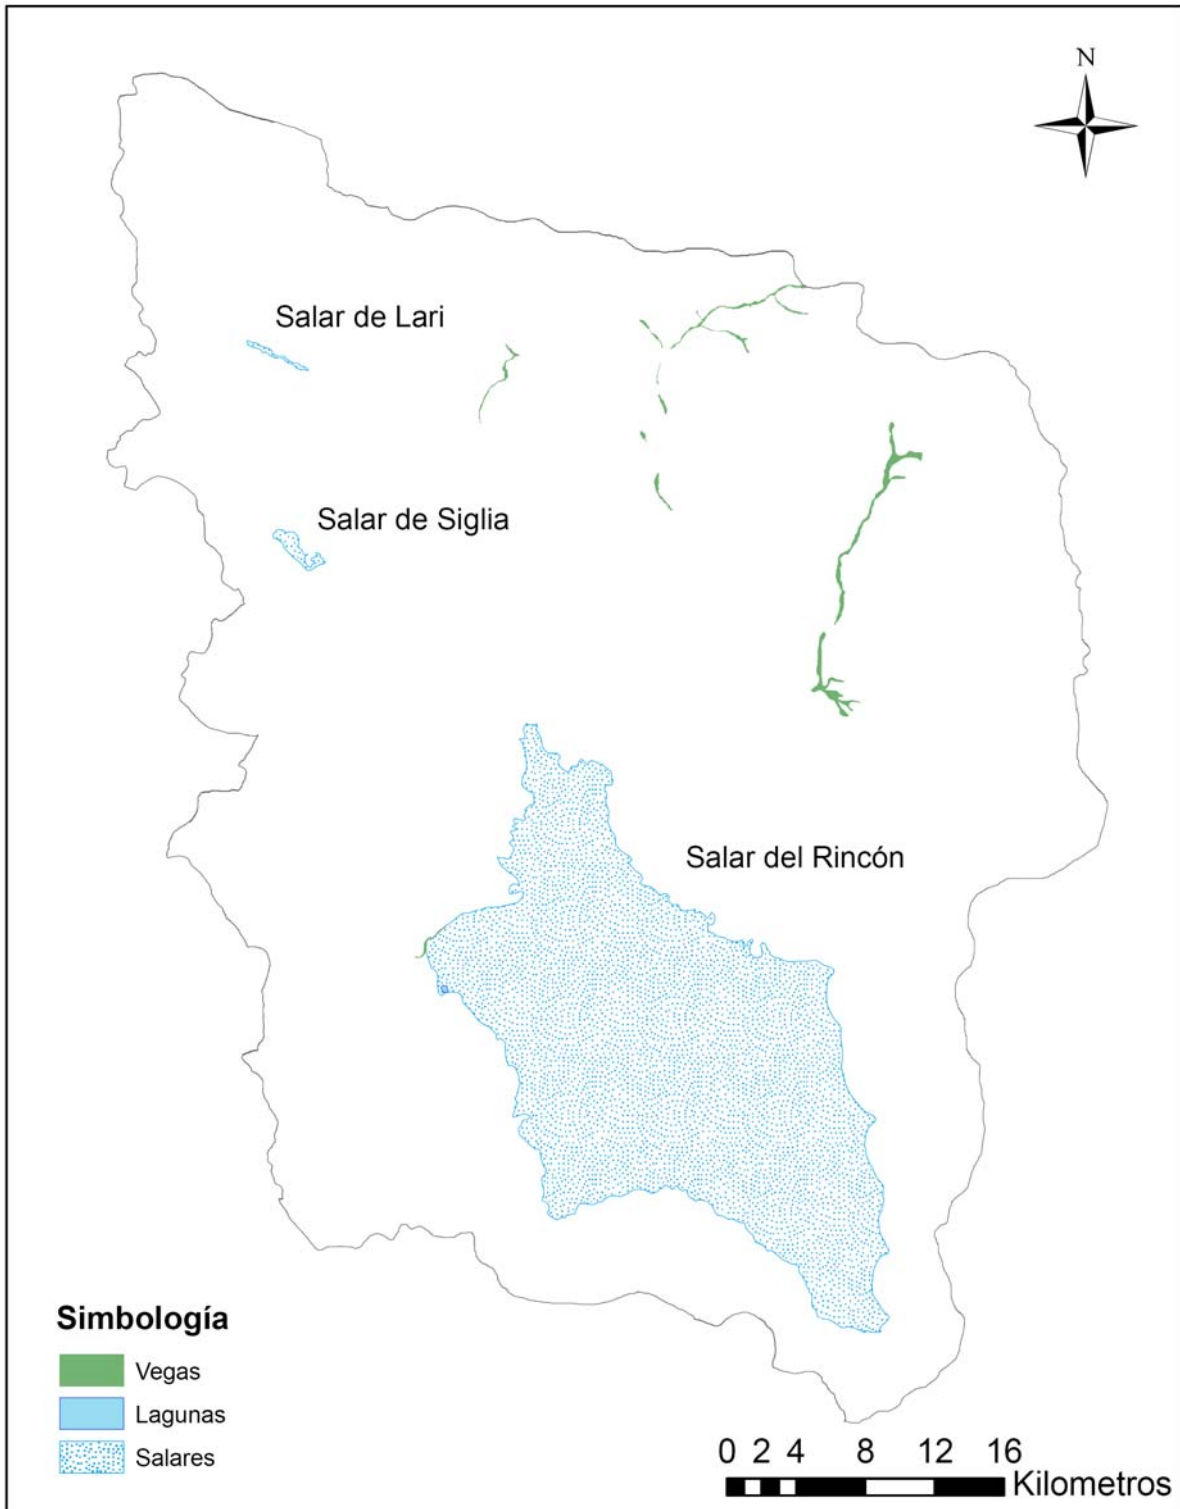 N
Salar de Lari
Salar de Siglia
Salar del Rincón
Simbología
Vegas
Lagunas
Salares
0 2 4 8 12 16
Kilometros